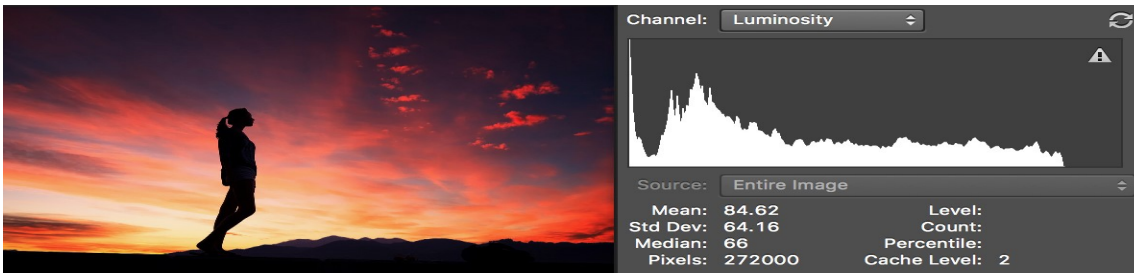 Channel: Luminosity
Source: Entire Image
Mean: 84.62 Level:
Std Dev: 64.16 Count:
Median: 66 Percentile:
Pixels: 272000 Cache Level: 2